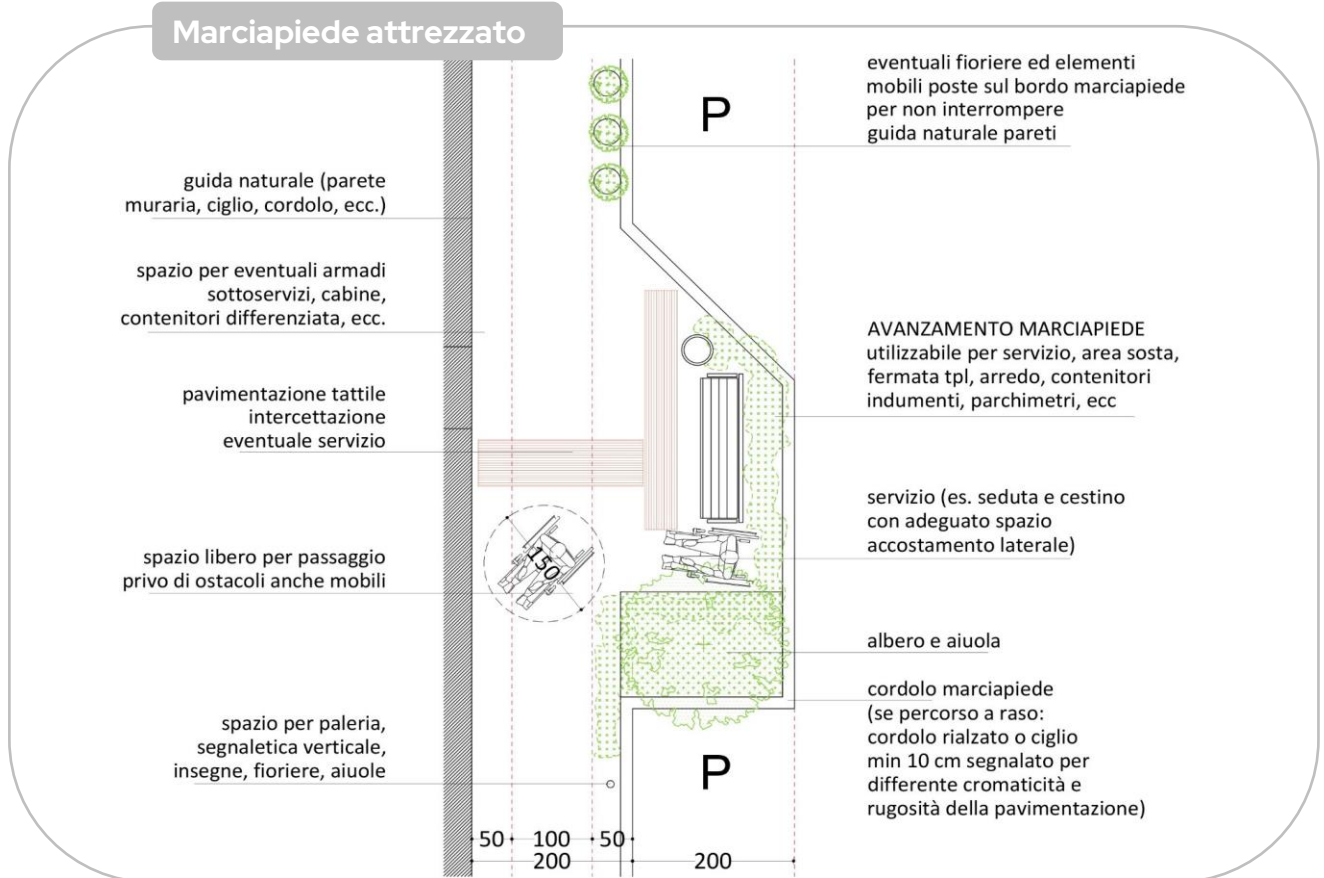 Marciapiede attrezzato
guida naturale (parete
muraria, ciglio, cordolo, ecc.)
spazio per eventuali armadi
sottoservizi, cabine,
contenitori differenziata, ecc.
pavimentazione tattile
intercettazione
eventuale servizio
spazio libero per passaggio
privo di ostacoli anche mobili
spazio per paleria,
segnaletica verticale,
insegne, fioriere, aiuole
P
150
P
50 100 50
200 200
eventuali fioriere ed elementi
mobili poste sul bordo marciapiede
per non interrompere
guida naturale pareti
AVANZAMENTO MARCIAPIEDE
utilizzabile per servizio, area sosta,
fermata tpl, arredo, contenitori
indumenti, parchimetri, ecc
servizio (es. seduta e cestino
con adeguato spazio
accostamento laterale)
albero e aiuola
cordolo marciapiede
(se percorso a raso:
cordolo rialzato o ciglio
min 10 cm segnalato per
differente cromaticità e
rugosità della pavimentazione)